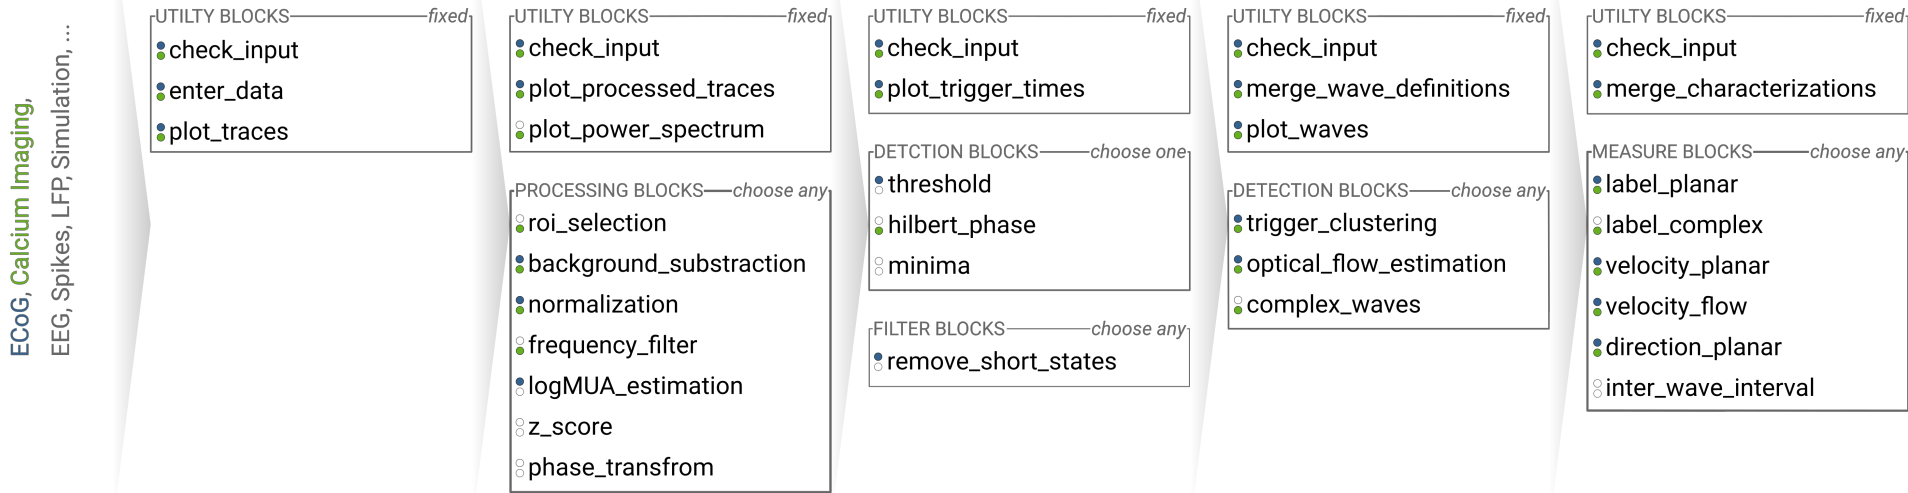 ECoG, Calcium Imaging,
EEG, Spikes, LFP, Simulation, ...
UTILTY BLOCKS fixed
check_input
enter_data
plot_traces
UTILTY BLOCKS fixed
check_input
plot_processed_traces
plot_power_spectrum
PROCESSING BLOCKS choose any
roi_selection
background_substraction
normalization
frequency_filter
logMUA_estimation
z_score
phase_transfrom
UTILTY BLOCKS fixed
check_input
plot_trigger_times
DETCTION BLOCKS choose one
threshold
hilbert_phase
minima
FILTER BLOCKS choose any
remove_short_states
UTILTY BLOCKS fixed
check_input
merge_wave_definitions
plot_waves
DETECTION BLOCKS choose any
trigger_clustering
optical_flow_estimation
complex_waves
UTILTY BLOCKS fixed
check_input
merge_characterizations
MEASURE BLOCKS choose any
label_planar
label_complex
velocity_planar
velocity_flow
direction_planar
inter_wave_interval